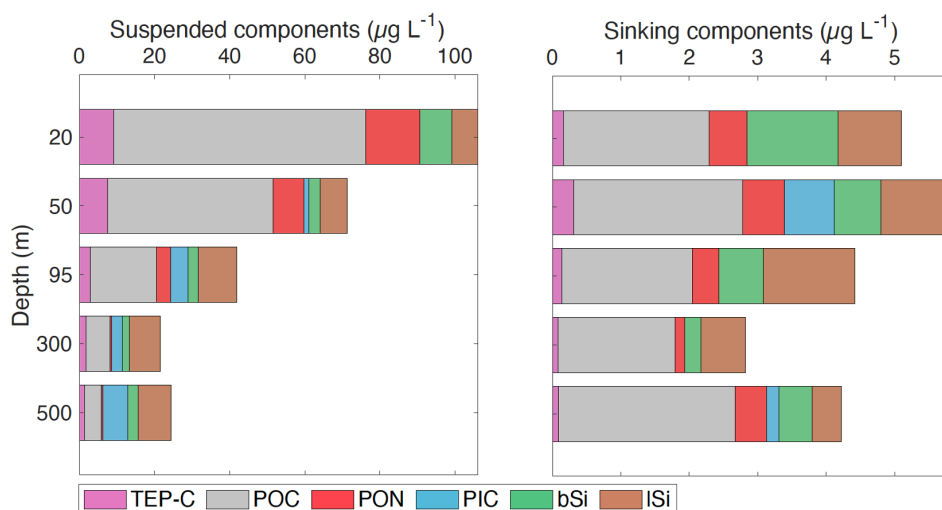 Suspended components (µg L⁻¹)
0 20 40 60 80 100
Sinking components (µg L⁻¹)
0 1 2 3 4 5
Depth (m)
20
50
95
300
500
TEP-C POC PON PIC bSi lSi